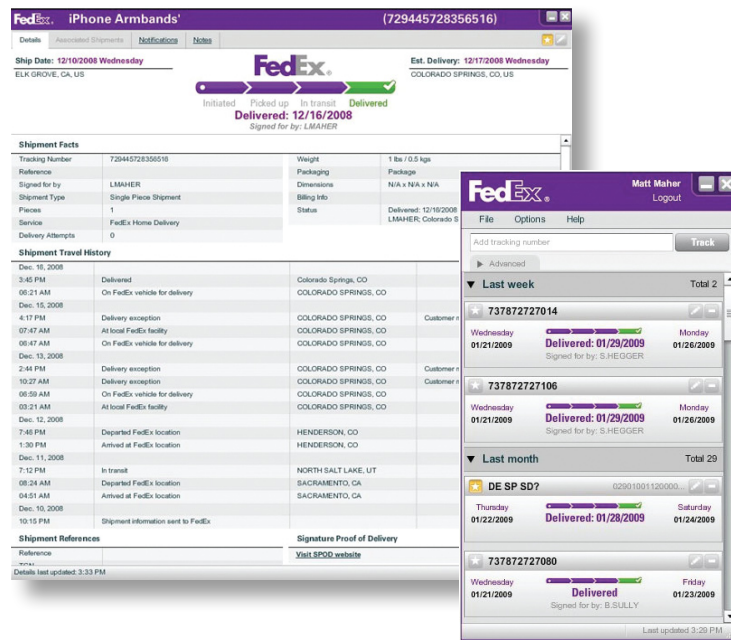 FedEx. iPhone Armbands' (729445728356516)
Details Associated Shipments Notifications Notes
Ship Date: 12/10/2008 Wednesday
ELK GROVE, CA, US
FedEx.
Est. Delivery: 12/17/2008 Wednesday
COLORADO SPRINGS, CO, US
Initiated Picked up In transit Delivered
Delivered: 12/16/2008
Signed for by: LMAHER
Shipment Facts
Tracking Number 729445728356516 Weight 1 lbs / 0.5 kgs
Reference Packaging Package
Signed for by LMAHER Dimensions N/A x N/A x N/A
Shipment Type Single Piece Shipment Billing Info
Pieces 1 Status Delivered: 12/16/2008
Service FedEx Home Delivery LMAHER; Colorado S
Delivery Attempts 0
Shipment Travel History
Dec. 16, 2008
3:45 PM Delivered Colorado Springs, CO
06:21 AM On FedEx vehicle for delivery COLORADO SPRINGS, CO
Dec. 15, 2008
4:17 PM Delivery exception COLORADO SPRINGS, CO Customer n
07:47 AM At local FedEx facility COLORADO SPRINGS, CO
06:47 AM On FedEx vehicle for delivery COLORADO SPRINGS, CO
Dec. 13, 2008
2:44 PM Delivery exception COLORADO SPRINGS, CO Customer n
10:27 AM Delivery exception COLORADO SPRINGS, CO Customer n
06:59 AM On FedEx vehicle for delivery COLORADO SPRINGS, CO
03:21 AM At local FedEx facility COLORADO SPRINGS, CO
Dec. 12, 2008
7:46 PM Departed FedEx location HENDERSON, CO
1:30 PM Arrived at FedEx location HENDERSON, CO
Dec. 11, 2008
7:12 PM In transit NORTH SALT LAKE, UT
08:24 AM Departed FedEx location SACRAMENTO, CA
04:51 AM Arrived at FedEx location SACRAMENTO, CA
Dec. 10, 2008
10:15 PM Shipment information sent to FedEx
Shipment References Signature Proof of Delivery
Reference Visit SPOD website
Details last updated: 3:33 PM
FedEx. Matt Maher
Logout
File Options Help
Add tracking number Track
Advanced
Last week Total 2
737872727014
Wednesday Monday
01/21/2009 Delivered: 01/29/2009 01/26/2009
Signed for by: S.HEGGER
737872727106
Wednesday Monday
01/21/2009 Delivered: 01/29/2009 01/26/2009
Signed for by: S.HEGGER
Last month Total 29
DE SP SD? 02901001120000...
Thursday Saturday
01/22/2009 Delivered: 01/28/2009 01/24/2009
737872727080
Wednesday Friday
01/21/2009 Delivered 01/23/2009
Signed for by: B.SULLY
Last updated 3:29 PM